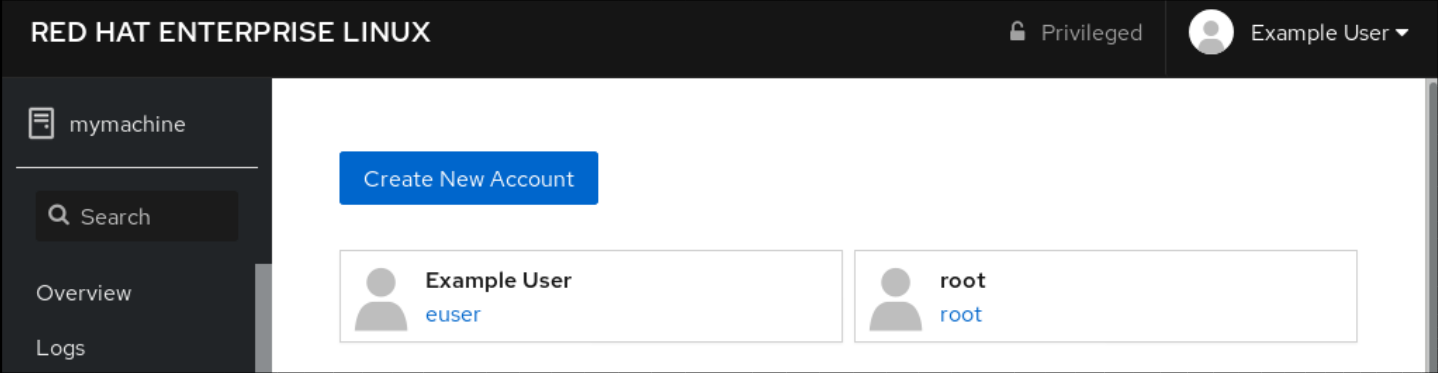 RED HAT ENTERPRISE LINUX
Privileged
Example User
mymachine
Search
Overview
Logs
Create New Account
Example User
euser
root
root